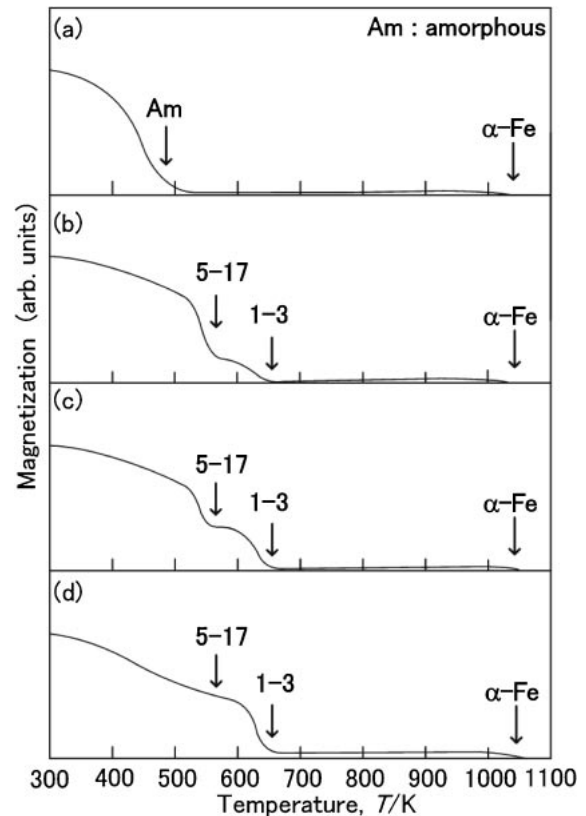 (a)
Am : amorphous
Am
α-Fe
(b)
5-17
1-3
α-Fe
(c)
5-17
1-3
α-Fe
(d)
5-17
1-3
α-Fe
Magnetization (arb. units)
300 400 500 600 700 800 900 1000 1100
Temperature, T/K